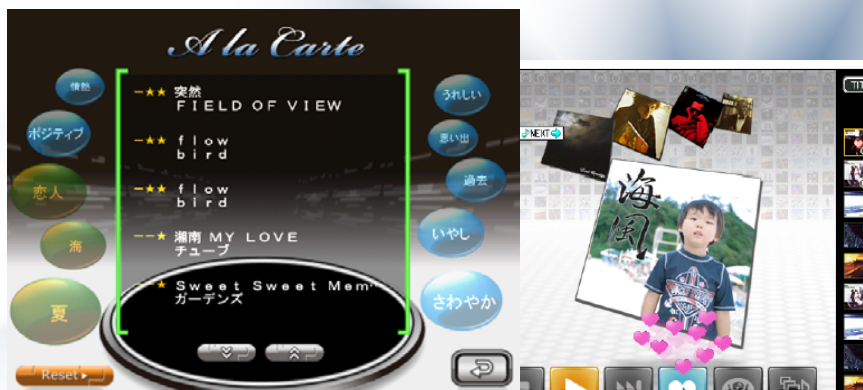 A la Carte
情熱
ポジティブ
恋人
海
夏
Reset
-★★ 突然
FIELD OF VIEW
-★★ flow
bird
-★★ flow
bird
--★ 湘南 MY LOVE
チューブ
★ Sweet Sweet Mem
ガーデンズ
うれしい
思い出
過去
いやし
さわやか
♪NEXT
海風
TIT